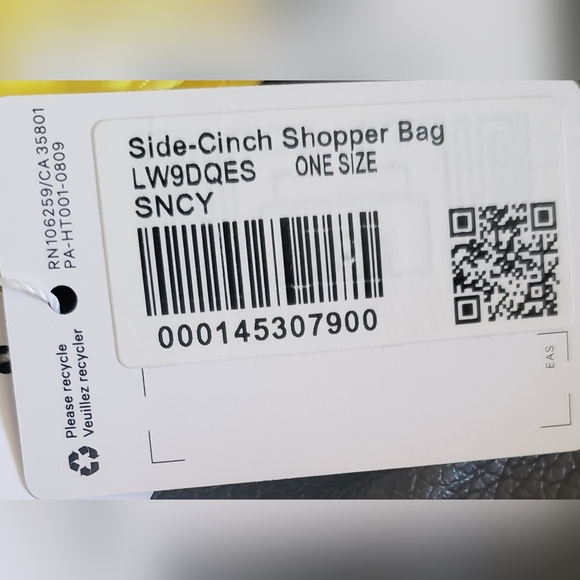 RN106259/CA35801
PA-HT001-0809
Side-Cinch Shopper Bag
LW9DQES ONE SIZE
SNCY
000145307900
EAS
Please recycle
Veuillez recycler